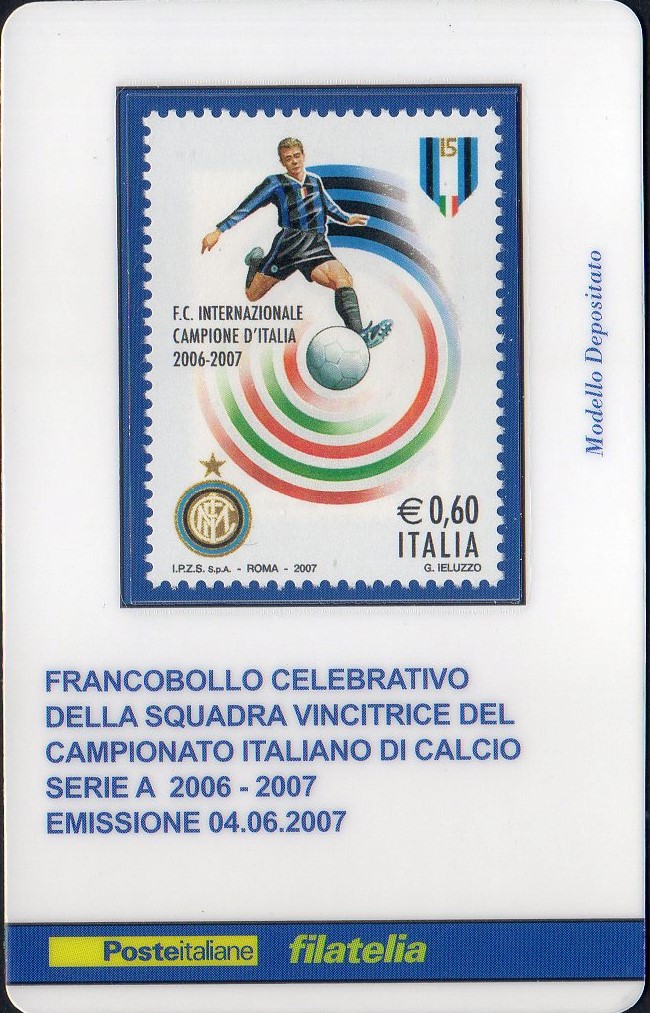 15
F.C. INTERNAZIONALE
CAMPIONE D'ITALIA
2006-2007
€ 0,60
ITALIA
I.P.Z.S. S.p.A. - ROMA - 2007
G. IELUZZO
Modello Depositato
FRANCOBOLLO CELEBRATIVO
DELLA SQUADRA VINCITRICE DEL
CAMPIONATO ITALIANO DI CALCIO
SERIE A 2006 - 2007
EMISSIONE 04.06.2007
Posteitaliane filatelia